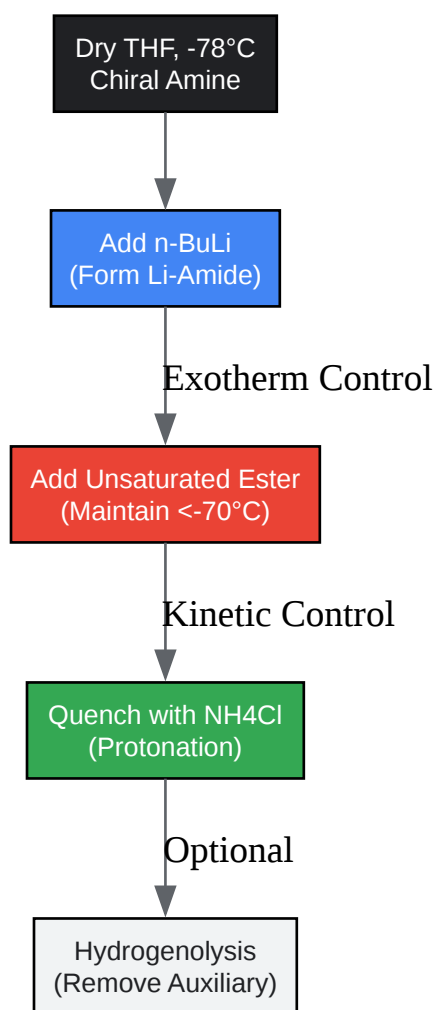 Dry THF, -78°C
Chiral Amine
Add n-BuLi
(Form Li-Amide)
Exotherm Control
Add Unsaturated Ester
(Maintain <-70°C)
Kinetic Control
Quench with NH4Cl
(Protonation)
Optional
Hydrogenolysis
(Remove Auxiliary)